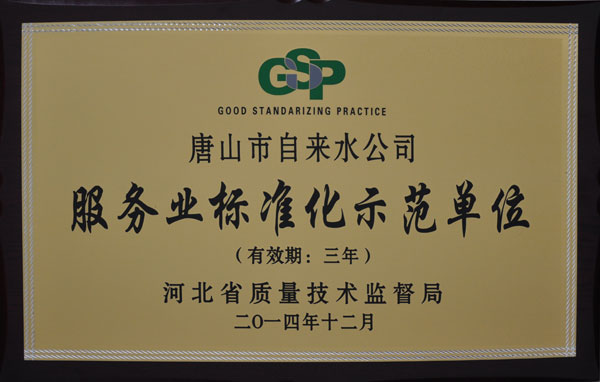 GSP
GOOD STANDARIZING PRACTICE
唐山市自来水公司
服务业标准化示范单位
（有效期：三年）
河北省质量技术监督局
二〇一四年十二月